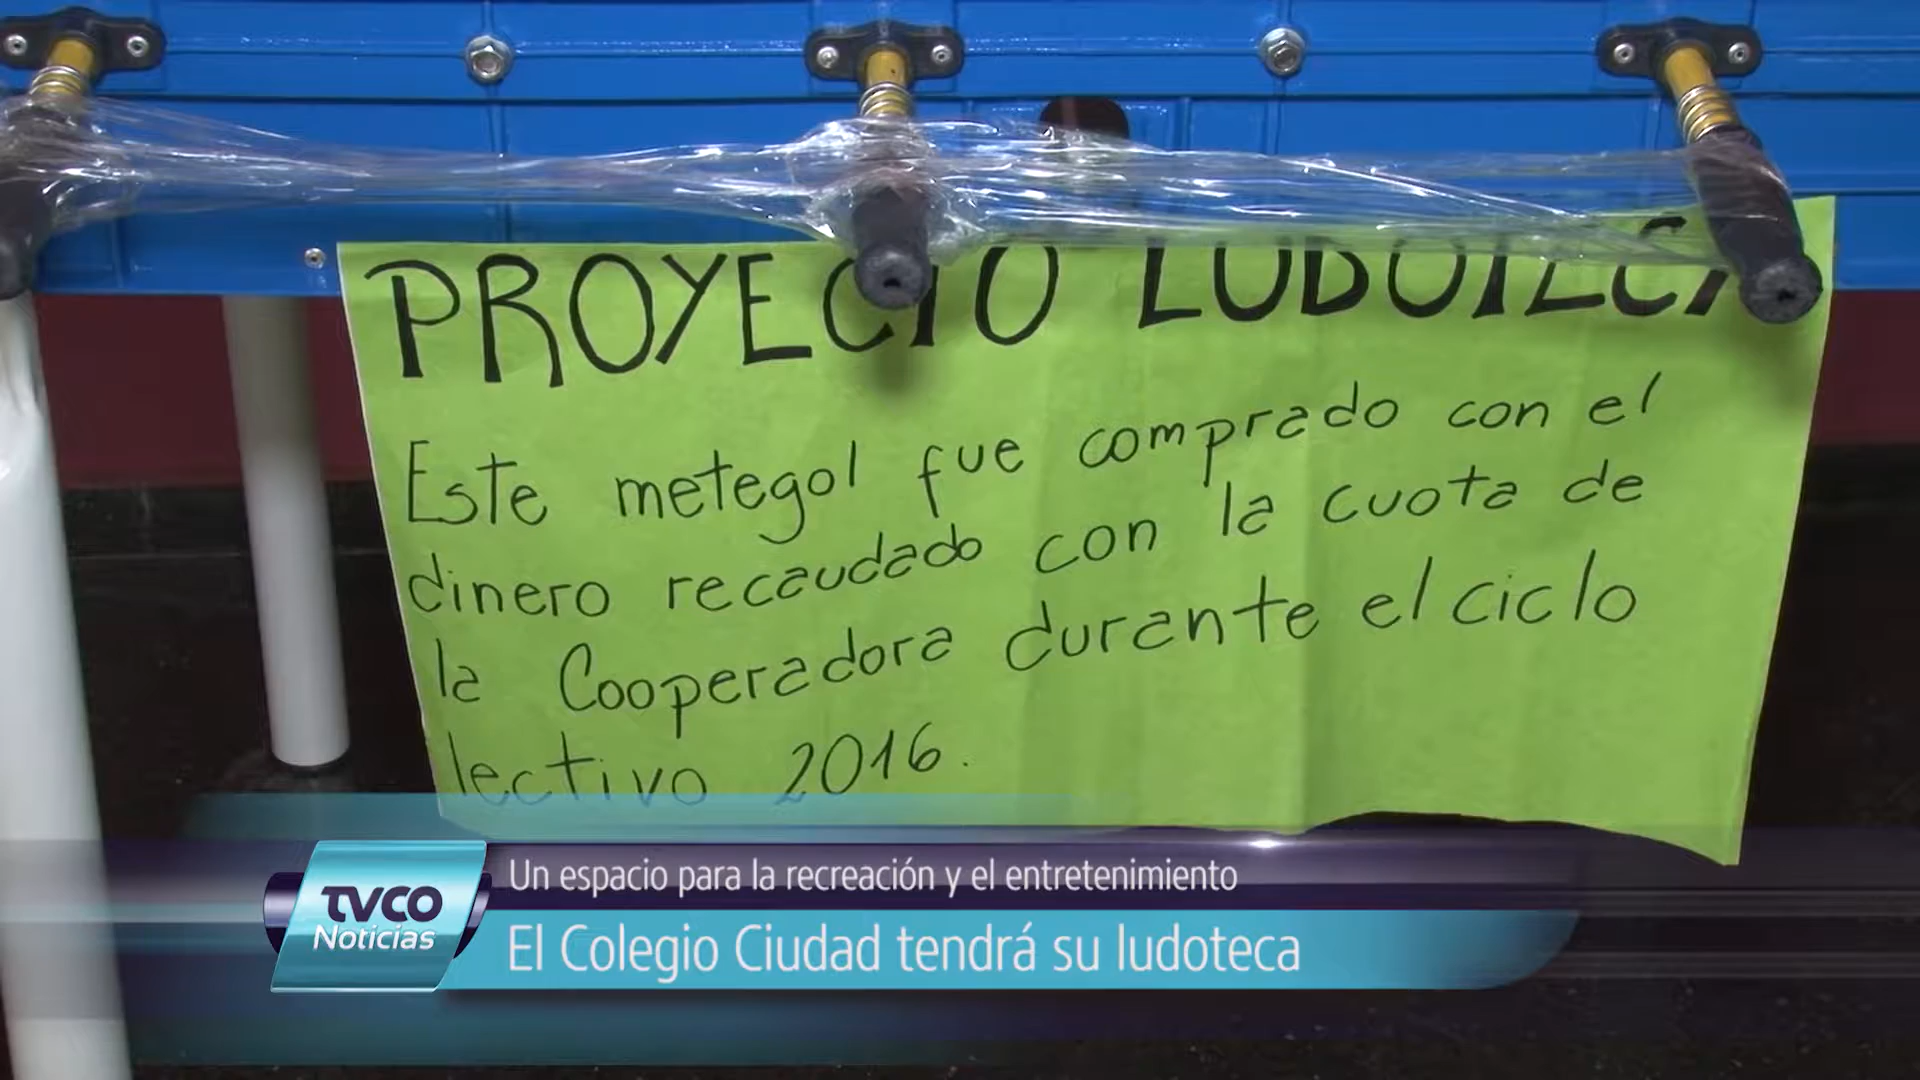 PROYECTO LUDOTECA
Este metegol fue comprado con el
dinero recaudado con la cuota de
la Cooperadora durante el ciclo
lectivo 2016.
Un espacio para la recreación y el entretenimiento
TVCO
Noticias
El Colegio Ciudad tendrá su ludoteca